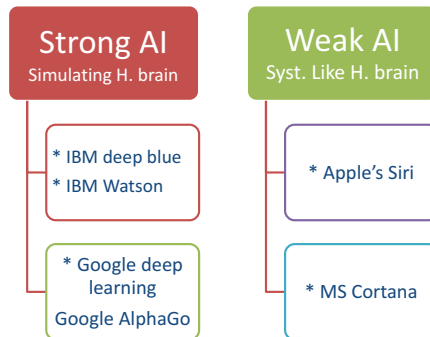 Strong AI
Simulating H. brain
* IBM deep blue
* IBM Watson
* Google deep
learning
Google AlphaGo
Weak AI
Syst. Like H. brain
* Apple’s Siri
* MS Cortana